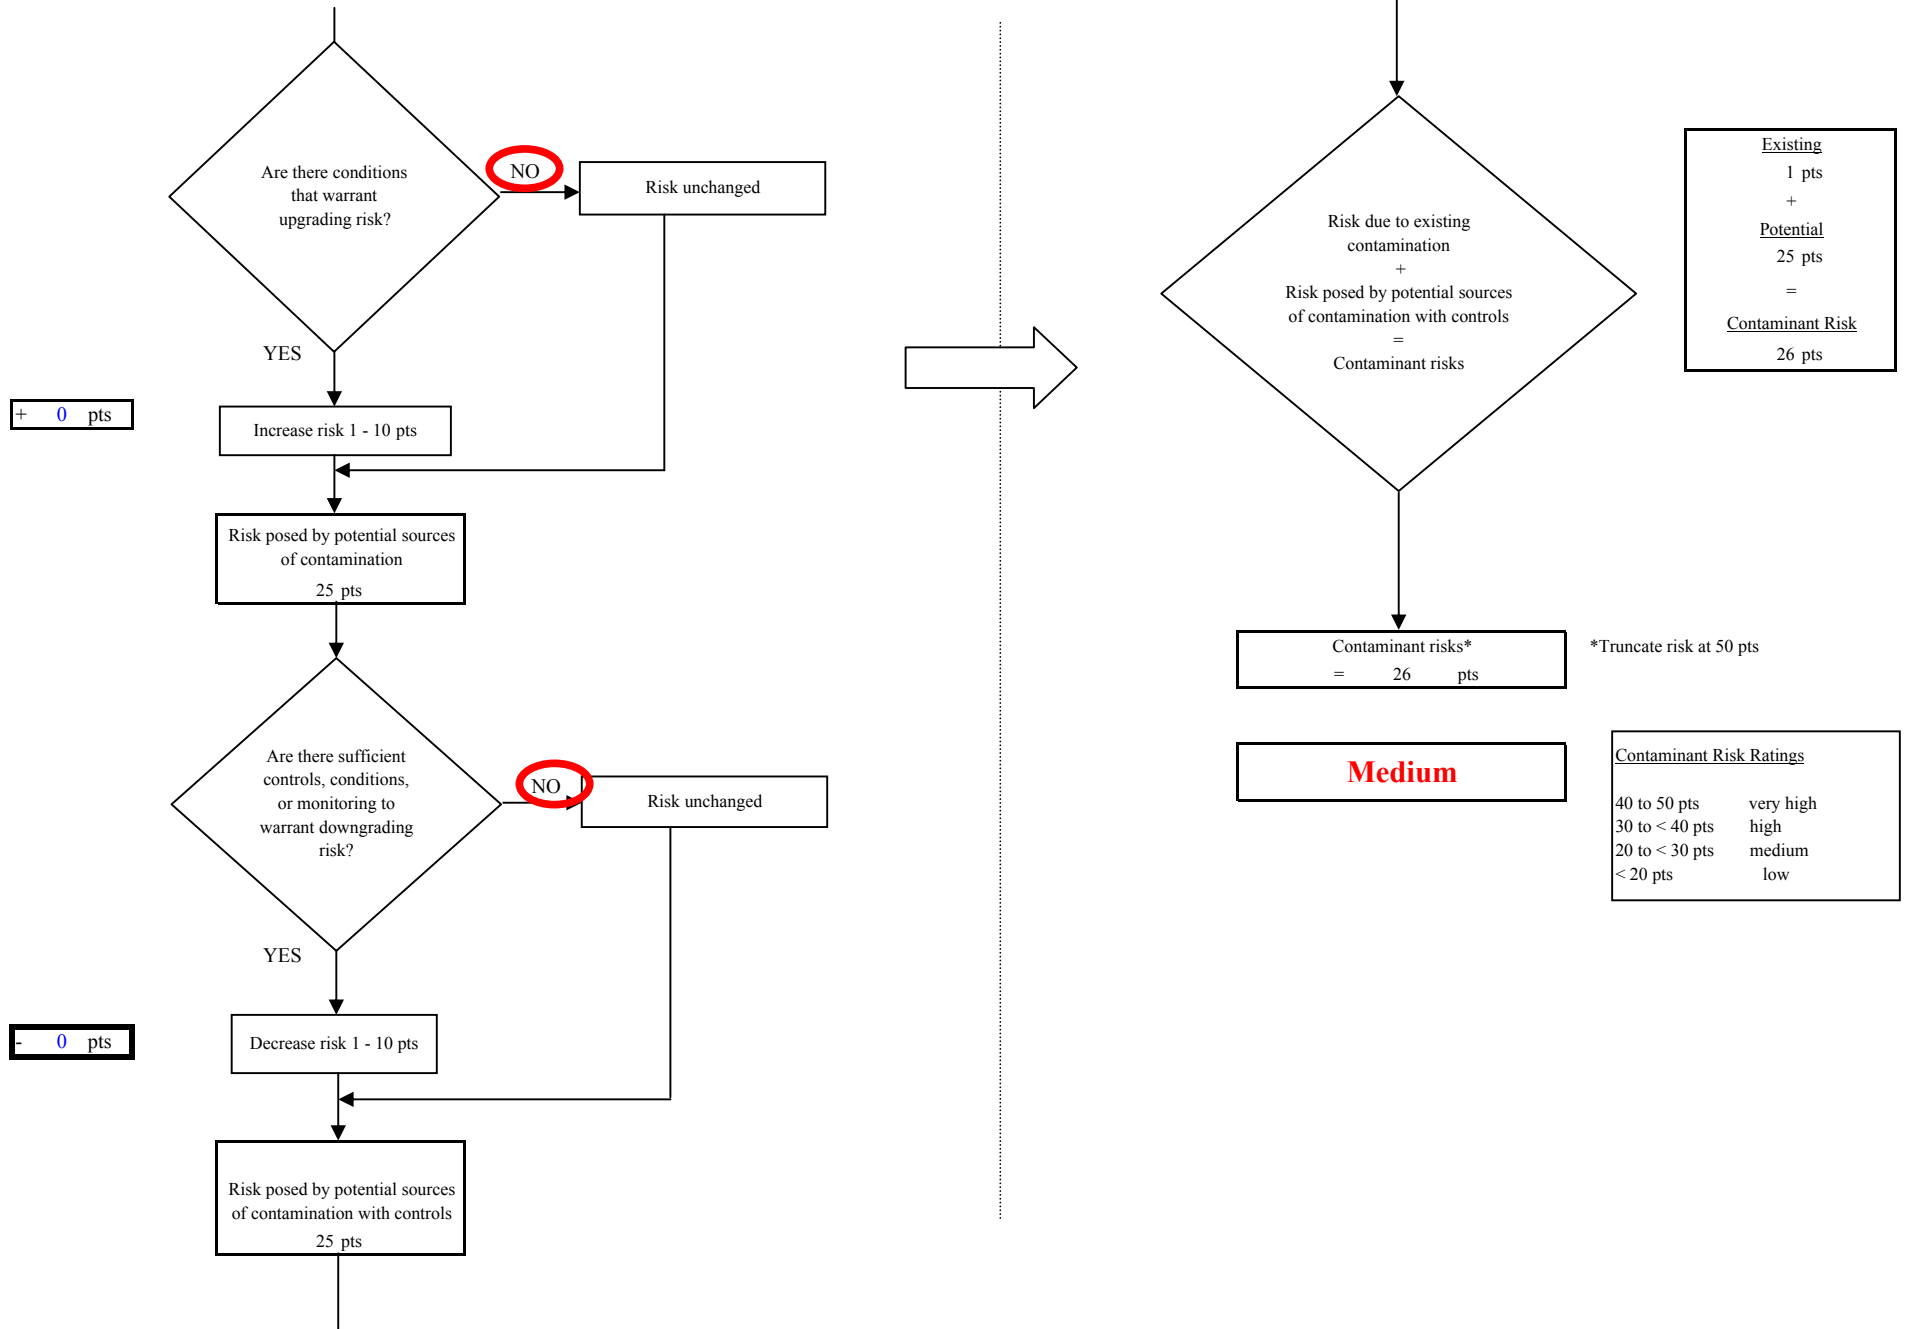 Are there conditions
that warrant
upgrading risk?
NO
Risk unchanged
YES
+ 0 pts
Increase risk 1 - 10 pts
Risk posed by potential sources
of contamination
25 pts
Are there sufficient
controls, conditions,
or monitoring to
warrant downgrading
risk?
NO
Risk unchanged
YES
- 0 pts
Decrease risk 1 - 10 pts
Risk posed by potential sources
of contamination with controls
25 pts
Risk due to existing
contamination
+
Risk posed by potential sources
of contamination with controls
=
Contaminant risks
Existing
1 pts
+
Potential
25 pts
=
Contaminant Risk
26 pts
Contaminant risks*
= 26 pts
*Truncate risk at 50 pts
Medium
Contaminant Risk Ratings
40 to 50 pts very high
30 to < 40 pts high
20 to < 30 pts medium
< 20 pts low